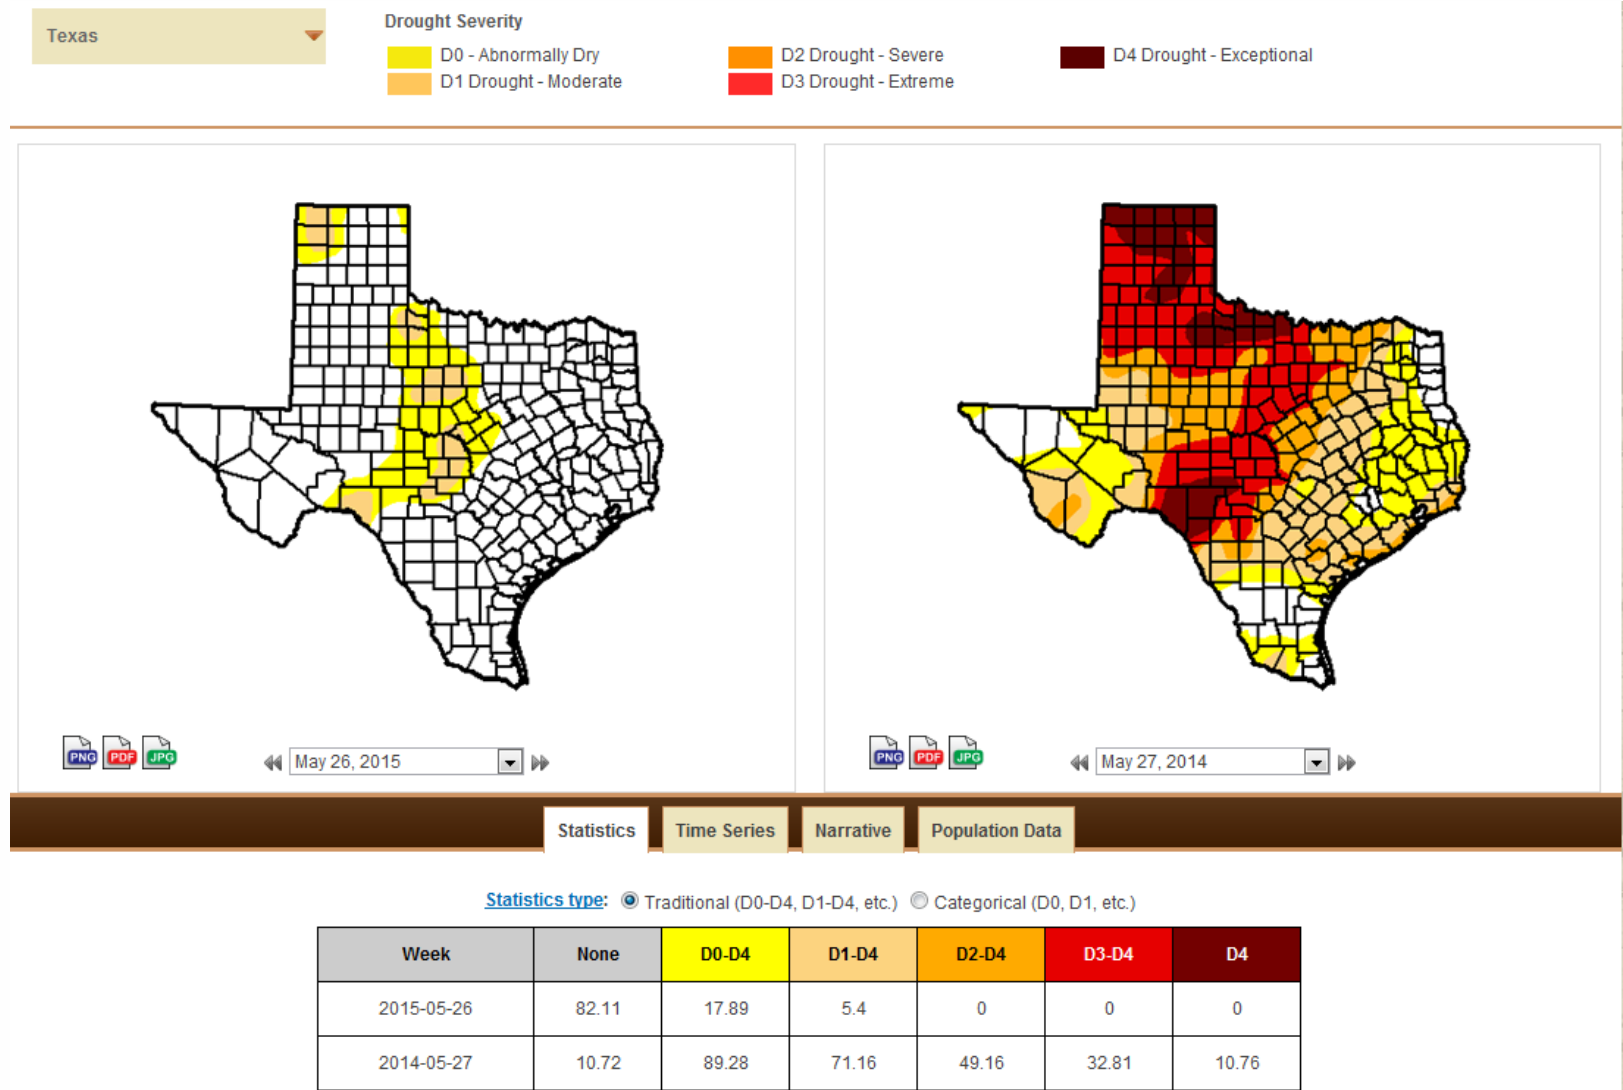 Texas
Drought Severity
D0 - Abnormally Dry
D2 Drought - Severe
D4 Drought - Exceptional
D1 Drought - Moderate
D3 Drought - Extreme
PNG PDF JPG
May 26, 2015
PNG PDF JPG
May 27, 2014
Statistics Time Series Narrative Population Data
Statistics type: Traditional (D0-D4, D1-D4, etc.) Categorical (D0, D1, etc.)
Week None D0-D4 D1-D4 D2-D4 D3-D4 D4
2015-05-26 82.11 17.89 5.4 0 0 0
2014-05-27 10.72 89.28 71.16 49.16 32.81 10.76